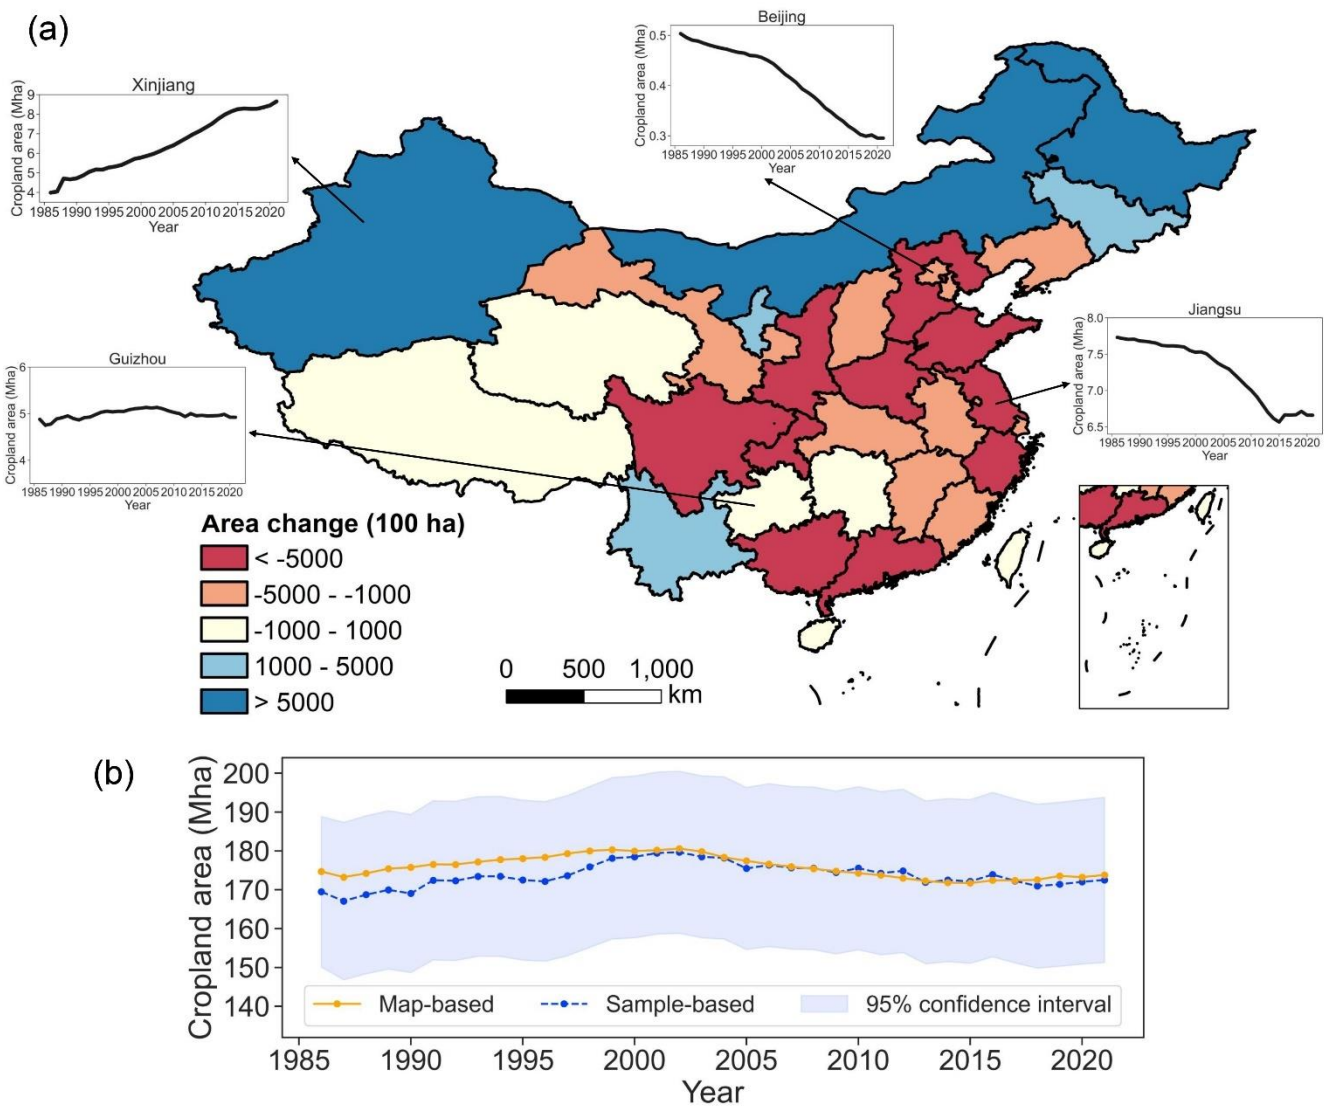 (a)
Xinjiang
Cropland area (Mha)
9
8
7
6
5
4
1985 1990 1995 2000 2005 2010 2015 2020
Year
Beijing
Cropland area (Mha)
0.5
0.4
0.3
1985 1990 1995 2000 2005 2010 2015 2020
Year
Guizhou
Cropland area (Mha)
6
5
4
1985 1990 1995 2000 2005 2010 2015 2020
Year
Jiangsu
Cropland area (Mha)
8.0
7.5
7.0
6.5
1985 1990 1995 2000 2005 2010 2015 2020
Year
Area change (100 ha)
< -5000
-5000 - -1000
-1000 - 1000
1000 - 5000
> 5000
0 500 1,000
km
(b)
Cropland area (Mha)
200
190
180
170
160
150
140
Map-based Sample-based 95% confidence interval
1985 1990 1995 2000 2005 2010 2015 2020
Year